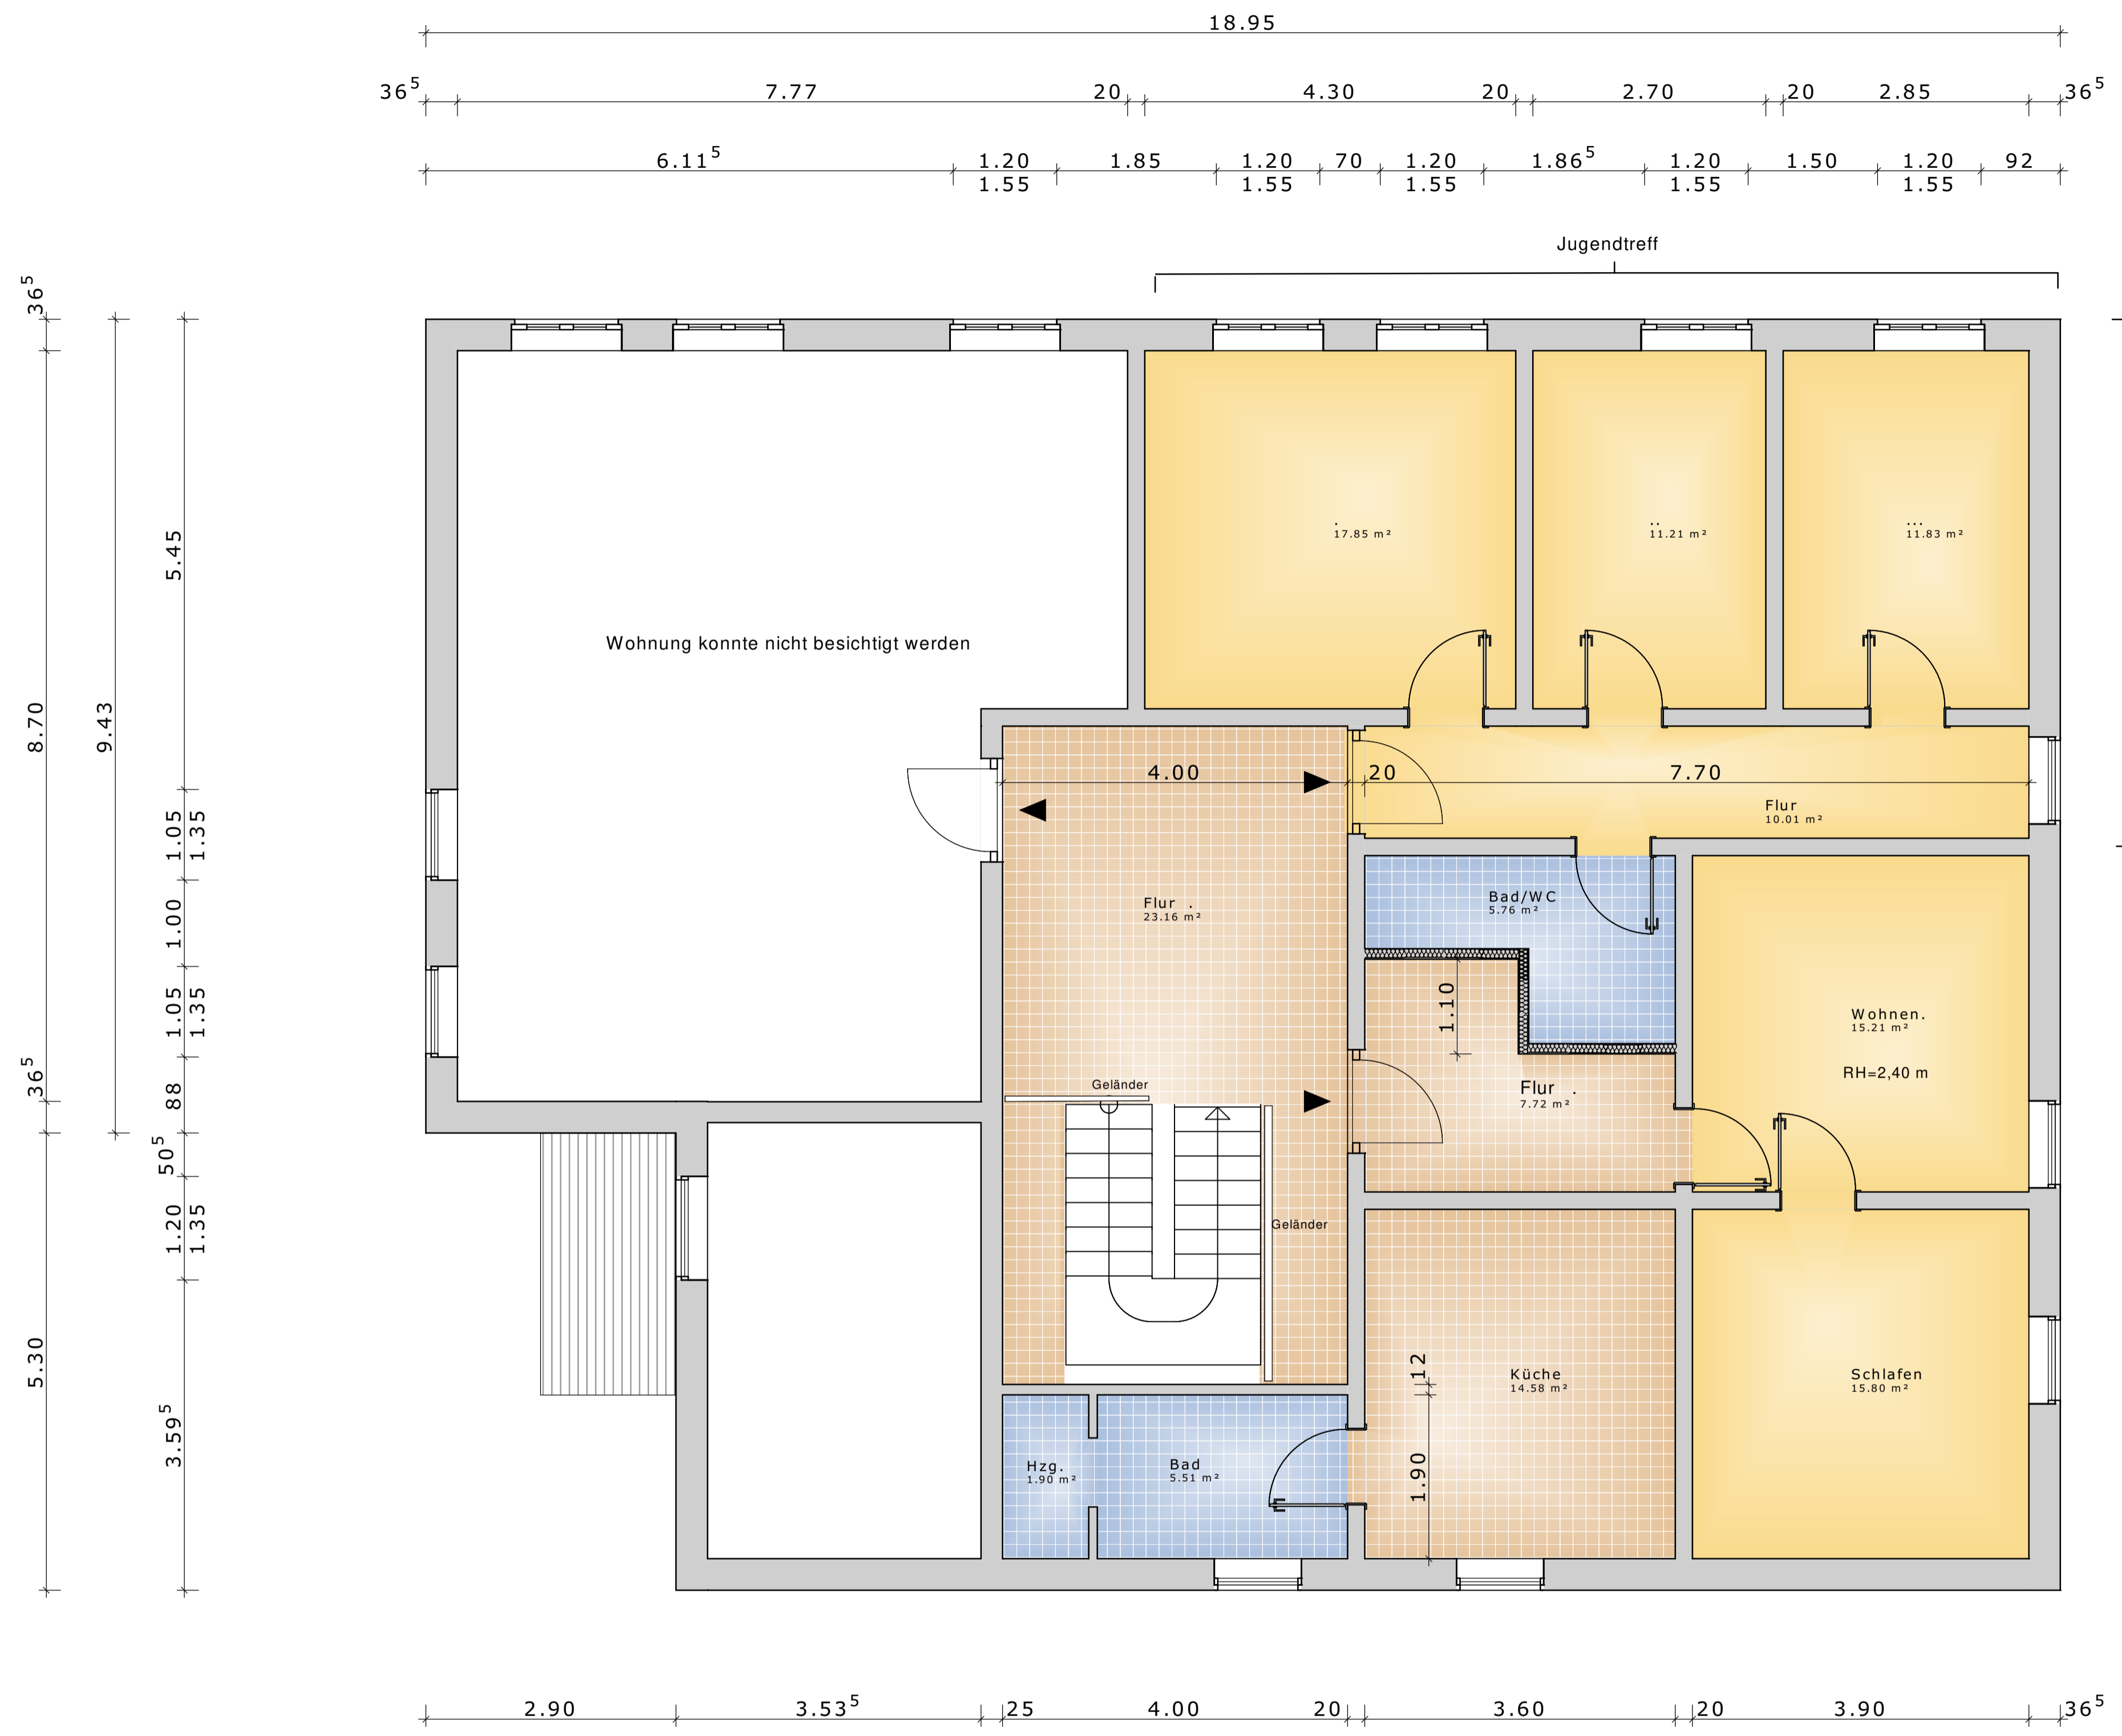 18.95
36⁵ 7.77 20 4.30 20 2.70 20 2.85 36⁵
6.11⁵ 1.20 1.85 1.20 70 1.20 1.86⁵ 1.20 1.50 1.20 92
1.55 1.55 1.55 1.55 1.55
Jugendtreff
36⁵
8.70
36⁵
5.30
9.43
5.45
1.05
1.35
1.00
1.05
1.35
88
50⁵
1.20
1.35
3.59⁵
.
17.85 m²
..
11.21 m²
...
11.83 m²
Wohnung konnte nicht besichtigt werden
4.00 20 7.70
Flur
10.01 m²
Flur .
23.16 m²
Bad/WC
5.76 m²
1.10
Wohnen.
15.21 m²
RH=2,40 m
Geländer
Flur .
7.72 m²
Geländer
12
1.90
Küche
14.58 m²
Schlafen
15.80 m²
Hzg.
1.90 m²
Bad
5.51 m²
2.90 3.53⁵ 25 4.00 20 3.60 20 3.90 36⁵